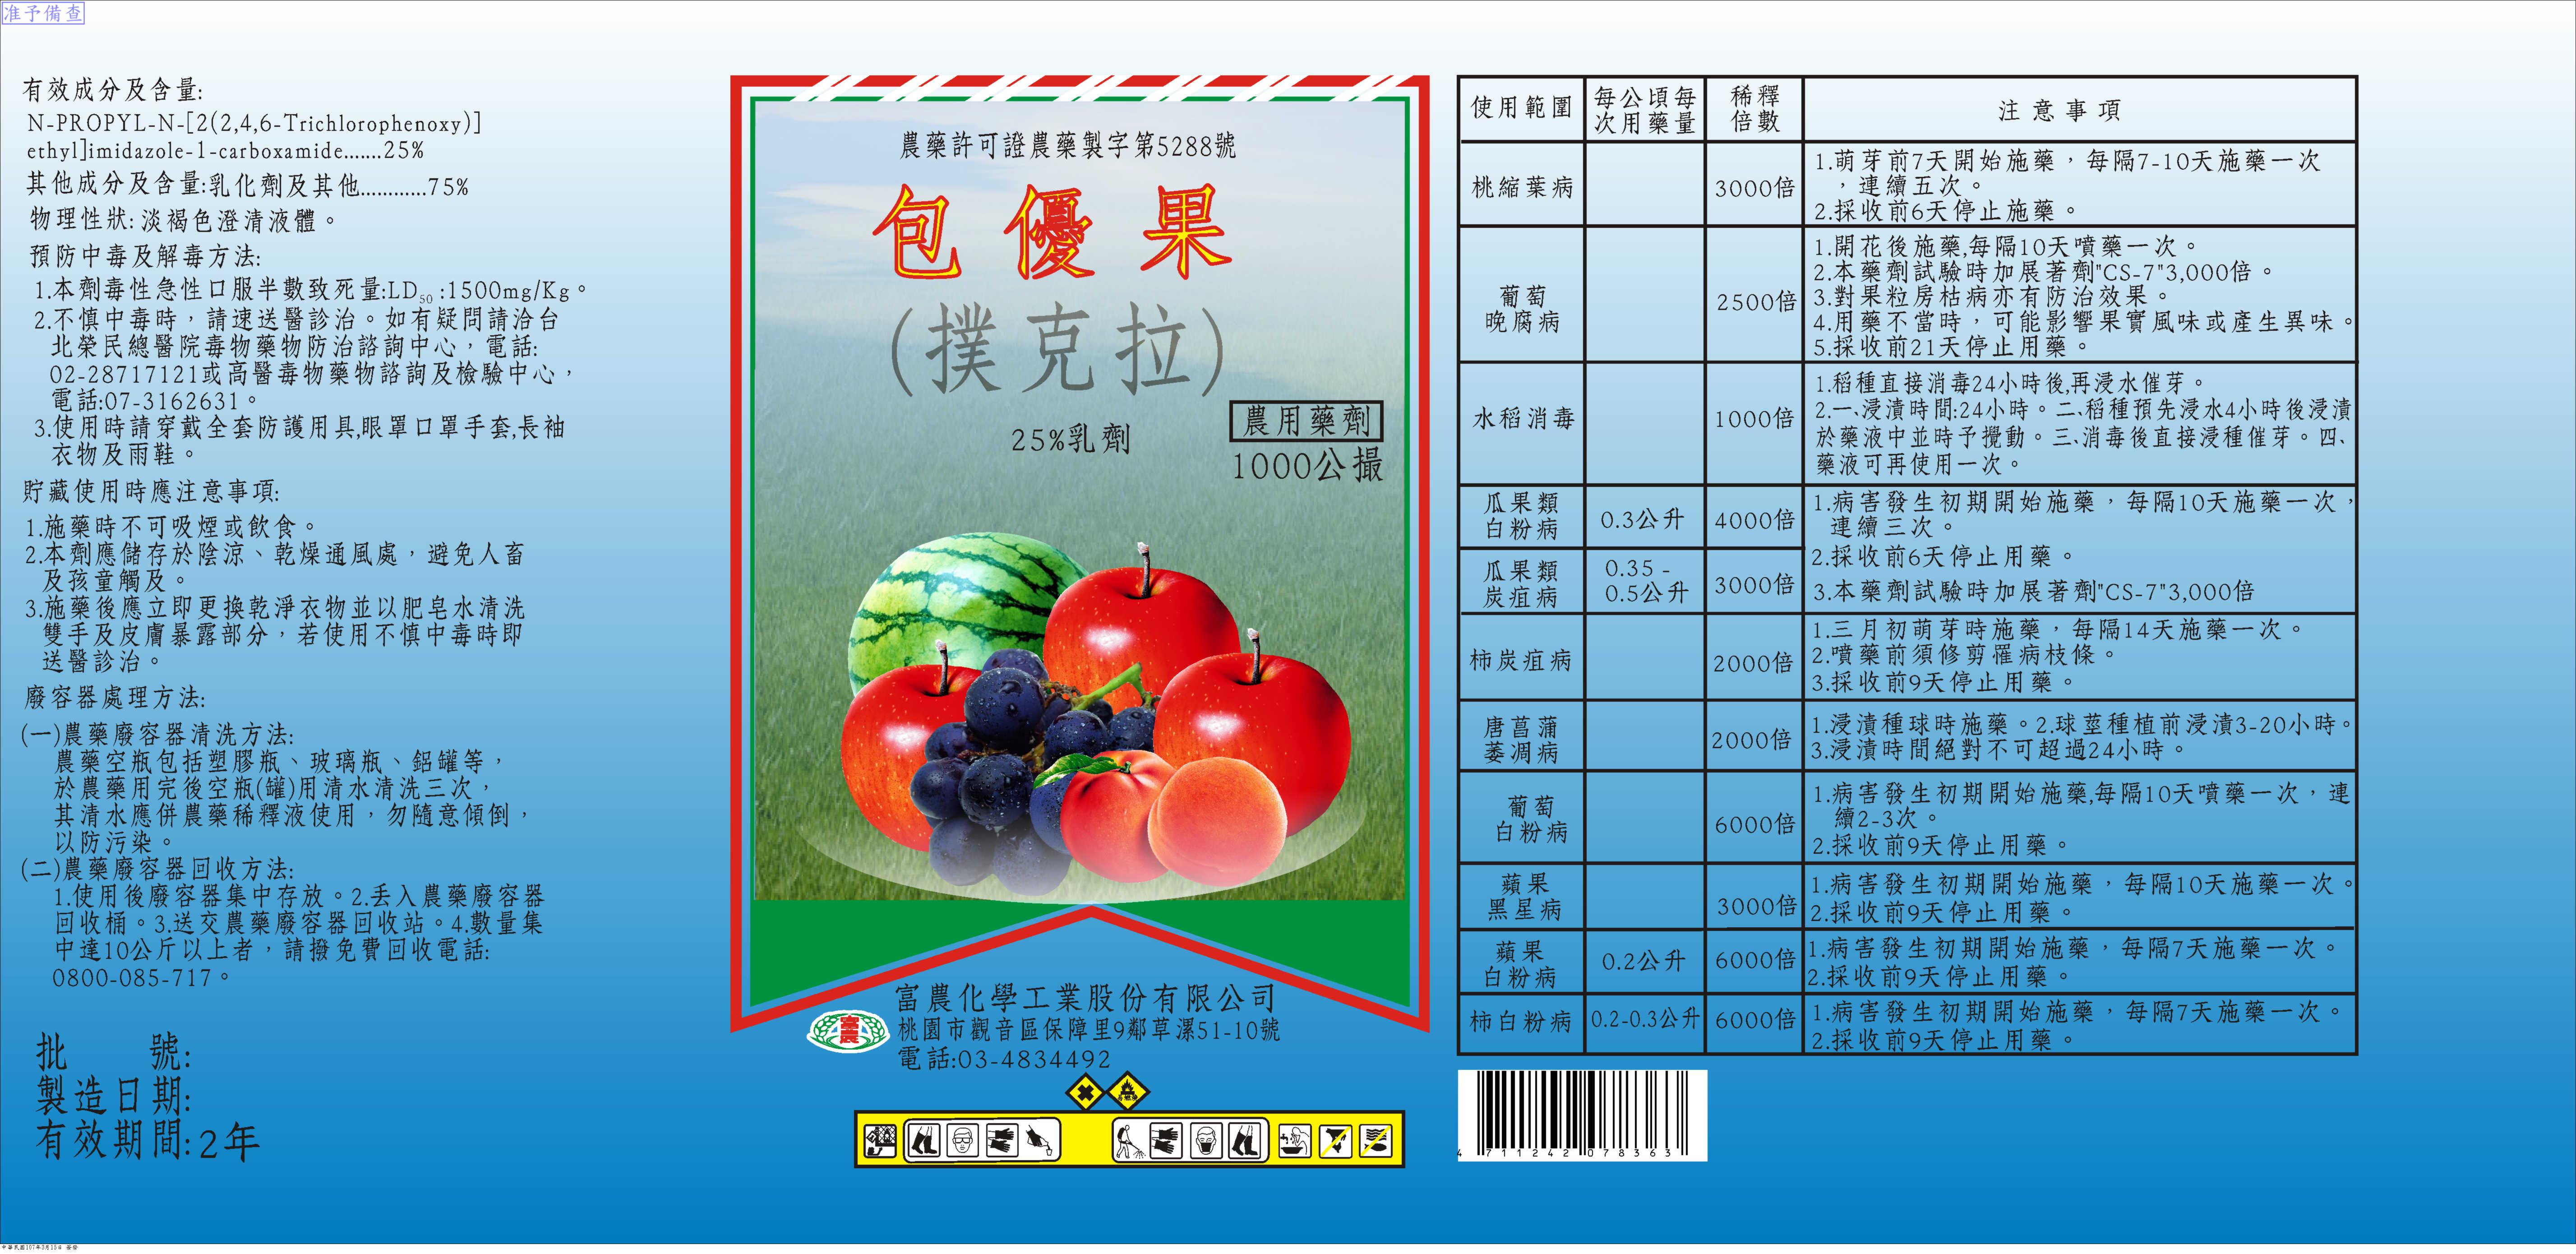 准予備查
有效成分及含量:
N-PROPYL-N-[2(2,4,6-Trichlorophenoxy)]
ethyl]imidazole-1-carboxamide.......25%
其他成分及含量:乳化劑及其他............75%
物理性狀:淡褐色澄清液體。
預防中毒及解毒方法:
1.本劑毒性急性口服半數致死量:LD50 :1500mg/Kg。
2.不慎中毒時，請速送醫診治。如有疑問請洽台
北榮民總醫院毒物藥物防治諮詢中心，電話:
02-28717121或高醫毒物藥物諮詢及檢驗中心，
電話:07-3162631。
3.使用時請穿戴全套防護用具,眼罩口罩手套,長袖
衣物及雨鞋。
貯藏使用時應注意事項:
1.施藥時不可吸煙或飲食。
2.本劑應儲存於陰涼、乾燥通風處，避免人畜
及孩童觸及。
3.施藥後應立即更換乾淨衣物並以肥皂水清洗
雙手及皮膚暴露部分，若使用不慎中毒時即
送醫診治。
廢容器處理方法:
(一)農藥廢容器清洗方法:
農藥空瓶包括塑膠瓶、玻璃瓶、鋁罐等，
於農藥用完後空瓶(罐)用清水清洗三次，
其清水應併農藥稀釋液使用，勿隨意傾倒，
以防污染。
(二)農藥廢容器回收方法:
1.使用後廢容器集中存放。2.丟入農藥廢容器
回收桶。3.送交農藥廢容器回收站。4.數量集
中達10公斤以上者，請撥免費回收電話:
0800-085-717。
批 號:
製造日期:
有效期間:2年
農藥許可證農藥製字第5288號
包優果
(撲克拉)
25%乳劑
農用藥劑
1000公撮
富農
富農化學工業股份有限公司
桃園市觀音區保障里9鄰草漯51-10號
電話:03-4834492
易燃物
使用範圍 每公頃每次用藥量 稀釋倍數 注意事項
桃縮葉病 3000倍
1.萌芽前7天開始施藥，每隔7-10天施藥一次
，連續五次。
2.採收前6天停止施藥。
葡萄
晚腐病 2500倍
1.開花後施藥,每隔10天噴藥一次。
2.本藥劑試驗時加展著劑"CS-7"3,000倍。
3.對果粒房枯病亦有防治效果。
4.用藥不當時，可能影響果實風味或產生異味。
5.採收前21天停止用藥。
水稻消毒 1000倍
1.稻種直接消毒24小時後,再浸水催芽。
2.一、浸漬時間:24小時。二、稻種預先浸水4小時後浸漬
於藥液中並時予攪動。三、消毒後直接浸種催芽。四、
藥液可再使用一次。
瓜果類
白粉病 0.3公升 4000倍
瓜果類
炭疽病 0.35 -
0.5公升 3000倍
1.病害發生初期開始施藥，每隔10天施藥一次，
連續三次。
2.採收前6天停止用藥。
3.本藥劑試驗時加展著劑"CS-7"3,000倍
柿炭疽病 2000倍
1.三月初萌芽時施藥，每隔14天施藥一次。
2.噴藥前須修剪罹病枝條。
3.採收前9天停止用藥。
唐菖蒲
萎凋病 2000倍
1.浸漬種球時施藥。2.球莖種植前浸漬3-20小時。
3.浸漬時間絕對不可超過24小時。
葡萄
白粉病 6000倍
1.病害發生初期開始施藥,每隔10天噴藥一次，連
續2-3次。
2.採收前9天停止用藥。
蘋果
黑星病 3000倍
1.病害發生初期開始施藥，每隔10天施藥一次。
2.採收前9天停止用藥。
蘋果
白粉病 0.2公升 6000倍
1.病害發生初期開始施藥，每隔7天施藥一次。
2.採收前9天停止用藥。
柿白粉病 0.2-0.3公升 6000倍
1.病害發生初期開始施藥，每隔7天施藥一次。
2.採收前9天停止用藥。
4 711242 078363